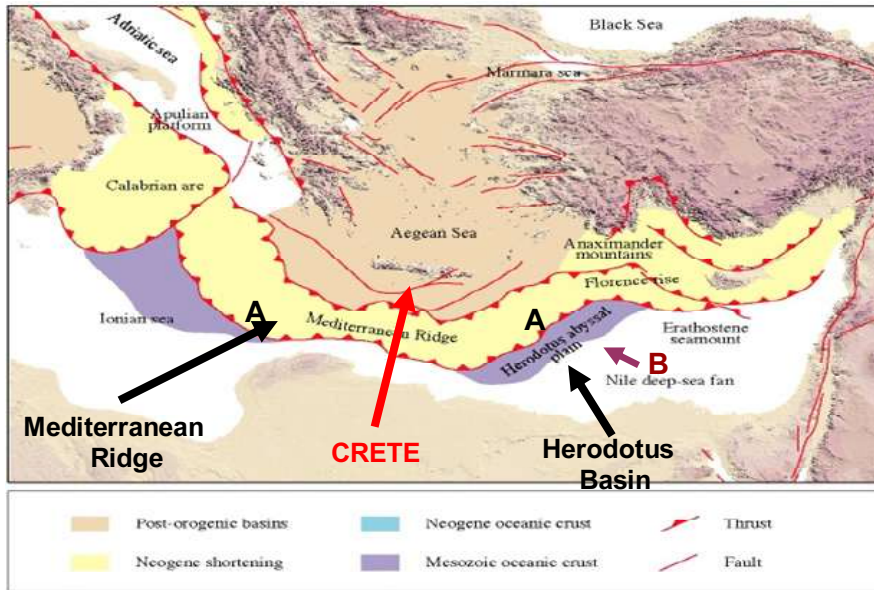 Black Sea
Adriatic sea
Marmara sea
Apulian
platform
Calabrian are
Aegean Sea
Anaximander
mountains
Florence rise
A
A
Ionian sea
Mediterranean Ridge
Herodotus abyssal
plain
Erathostene
seamount
B
Nile deep-sea fan
Mediterranean
Ridge
CRETE
Herodotus
Basin
Post-orogenic basins
Neogene oceanic crust
Thrust
Neogene shortening
Mesozoic oceanic crust
Fault